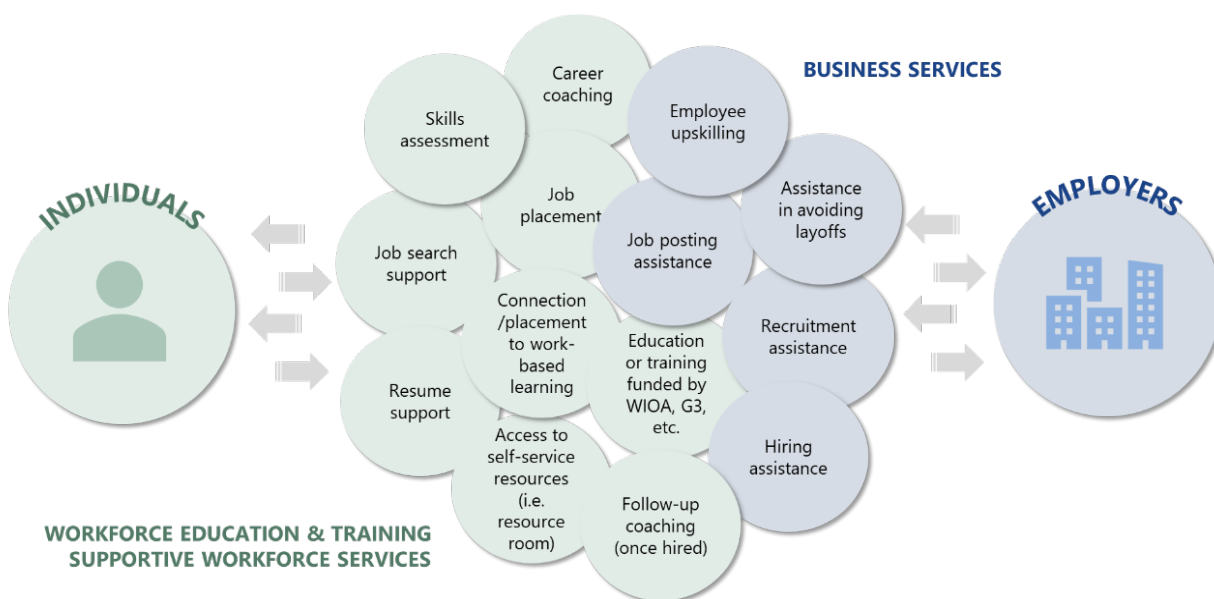 BUSINESS SERVICES
Career
coaching
Skills
assessment
Employee
upskilling
INDIVIDUALS
Job
placement
Assistance
in avoiding
layoffs
EMPLOYERS
Job search
support
Job posting
assistance
Connection
/placement
to work-
based
learning
Recruitment
assistance
Education
or training
funded by
WIOA, G3,
etc.
Resume
support
Access to
self-service
resources
(i.e.
resource
room)
Hiring
assistance
Follow-up
coaching
(once hired)
WORKFORCE EDUCATION & TRAINING
SUPPORTIVE WORKFORCE SERVICES